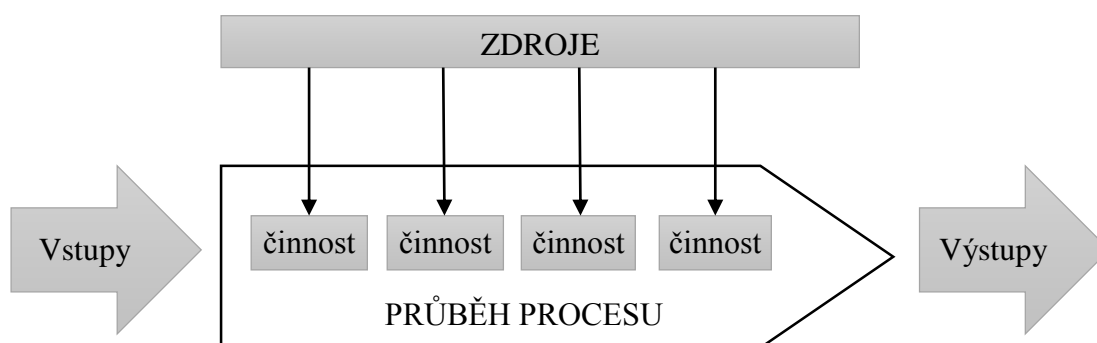 ZDROJE
Vstupy
činnost
činnost
činnost
činnost
Výstupy
PRŮBĚH PROCESU